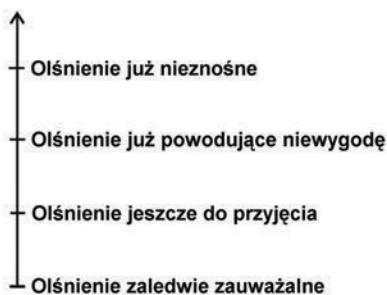 Olśnienie już nieznośne
Olśnienie już powodujące niewygodę
Olśnienie jeszcze do przyjęcia
Olśnienie zaledwie zauważalne